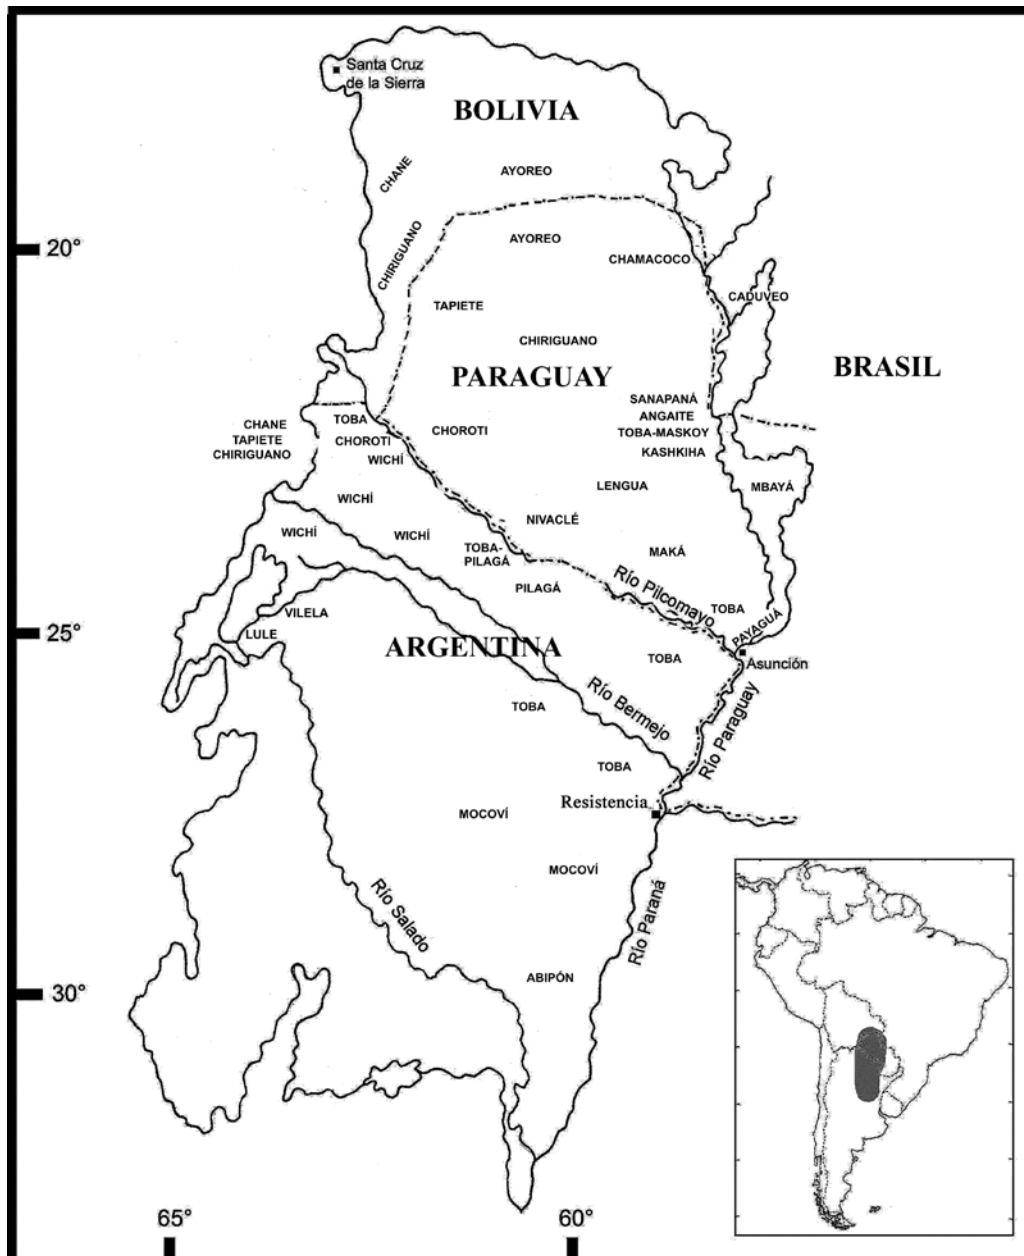 Santa Cruz
de la Sierra
BOLIVIA
CHANE
AYOREO
CHIRIGUANO
AYOREO
20°
CHAMACOCO
CADUVEO
TAPIETE
CHIRIGUANO
PARAGUAY
BRASIL
SANAPANÁ
ANGAITE
TOBA-MASKOY
KASHKIHA
TOBA
CHOROTI
WICHÍ
CHOROTI
CHANE
TAPIETE
CHIRIGUANO
LENGUA
MBAYÁ
WICHÍ
NIVACLÉ
WICHÍ
WICHÍ
TOBA-
PILAGÁ
MAKÁ
PILAGÁ
Río Pilcomayo
TOBA
VILELA
LULE
25°
PAYAGUÁ
ARGENTINA
TOBA
Asunción
TOBA
Río Bermejo
Río Paraguay
TOBA
Resistencia
MOCOVÍ
MOCOVÍ
Río Salado
Río Paraná
ABIPÓN
30°
65°
60°